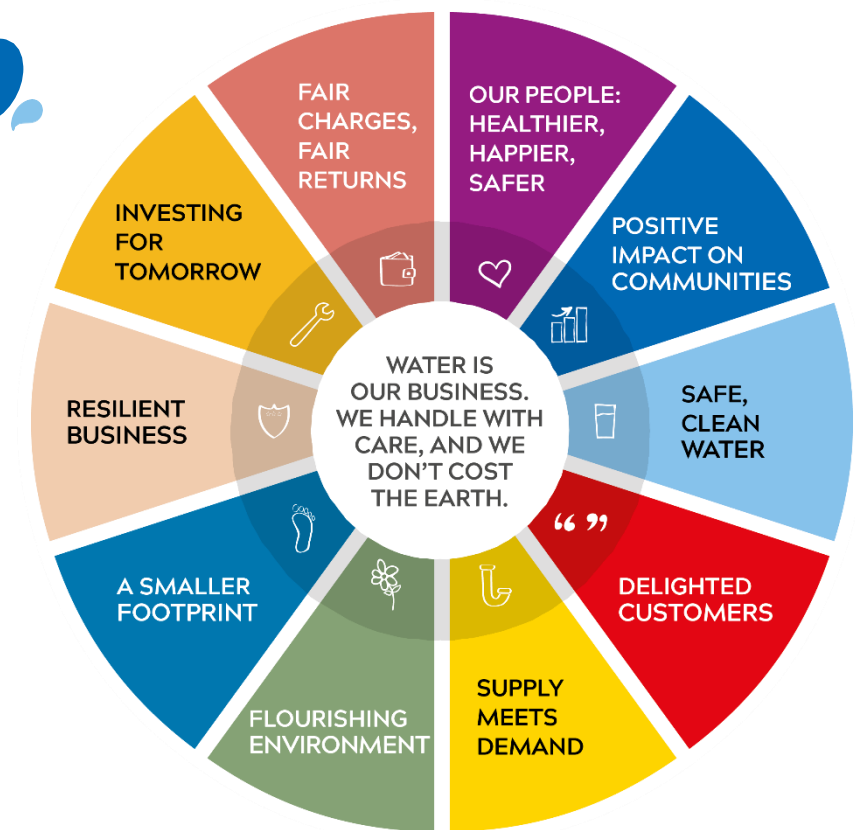 FAIR
CHARGES,
FAIR
RETURNS
OUR PEOPLE:
HEALTHIER,
HAPPIER,
SAFER
POSITIVE
IMPACT ON
COMMUNITIES
SAFE,
CLEAN
WATER
DELIGHTED
CUSTOMERS
SUPPLY
MEETS
DEMAND
FLOURISHING
ENVIRONMENT
A SMALLER
FOOTPRINT
RESILIENT
BUSINESS
INVESTING
FOR
TOMORROW
WATER IS
OUR BUSINESS.
WE HANDLE WITH
CARE, AND WE
DON'T COST
THE EARTH.